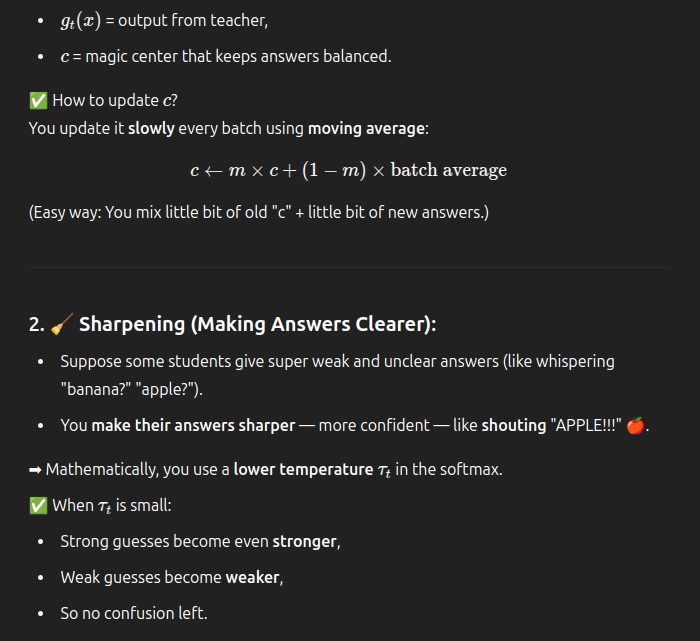 • gₜ(x) = output from teacher,
• c = magic center that keeps answers balanced.
✅ How to update c?
You update it slowly every batch using moving average:
c ← m × c + (1 − m) × batch average
(Easy way: You mix little bit of old "c" + little bit of new answers.)
2. 🧹 Sharpening (Making Answers Clearer):
• Suppose some students give super weak and unclear answers (like whispering
"banana?" "apple?").
• You make their answers sharper — more confident — like shouting "APPLE!!!" 🍎.
➡ Mathematically, you use a lower temperature τₜ in the softmax.
✅ When τₜ is small:
• Strong guesses become even stronger,
• Weak guesses become weaker,
• So no confusion left.